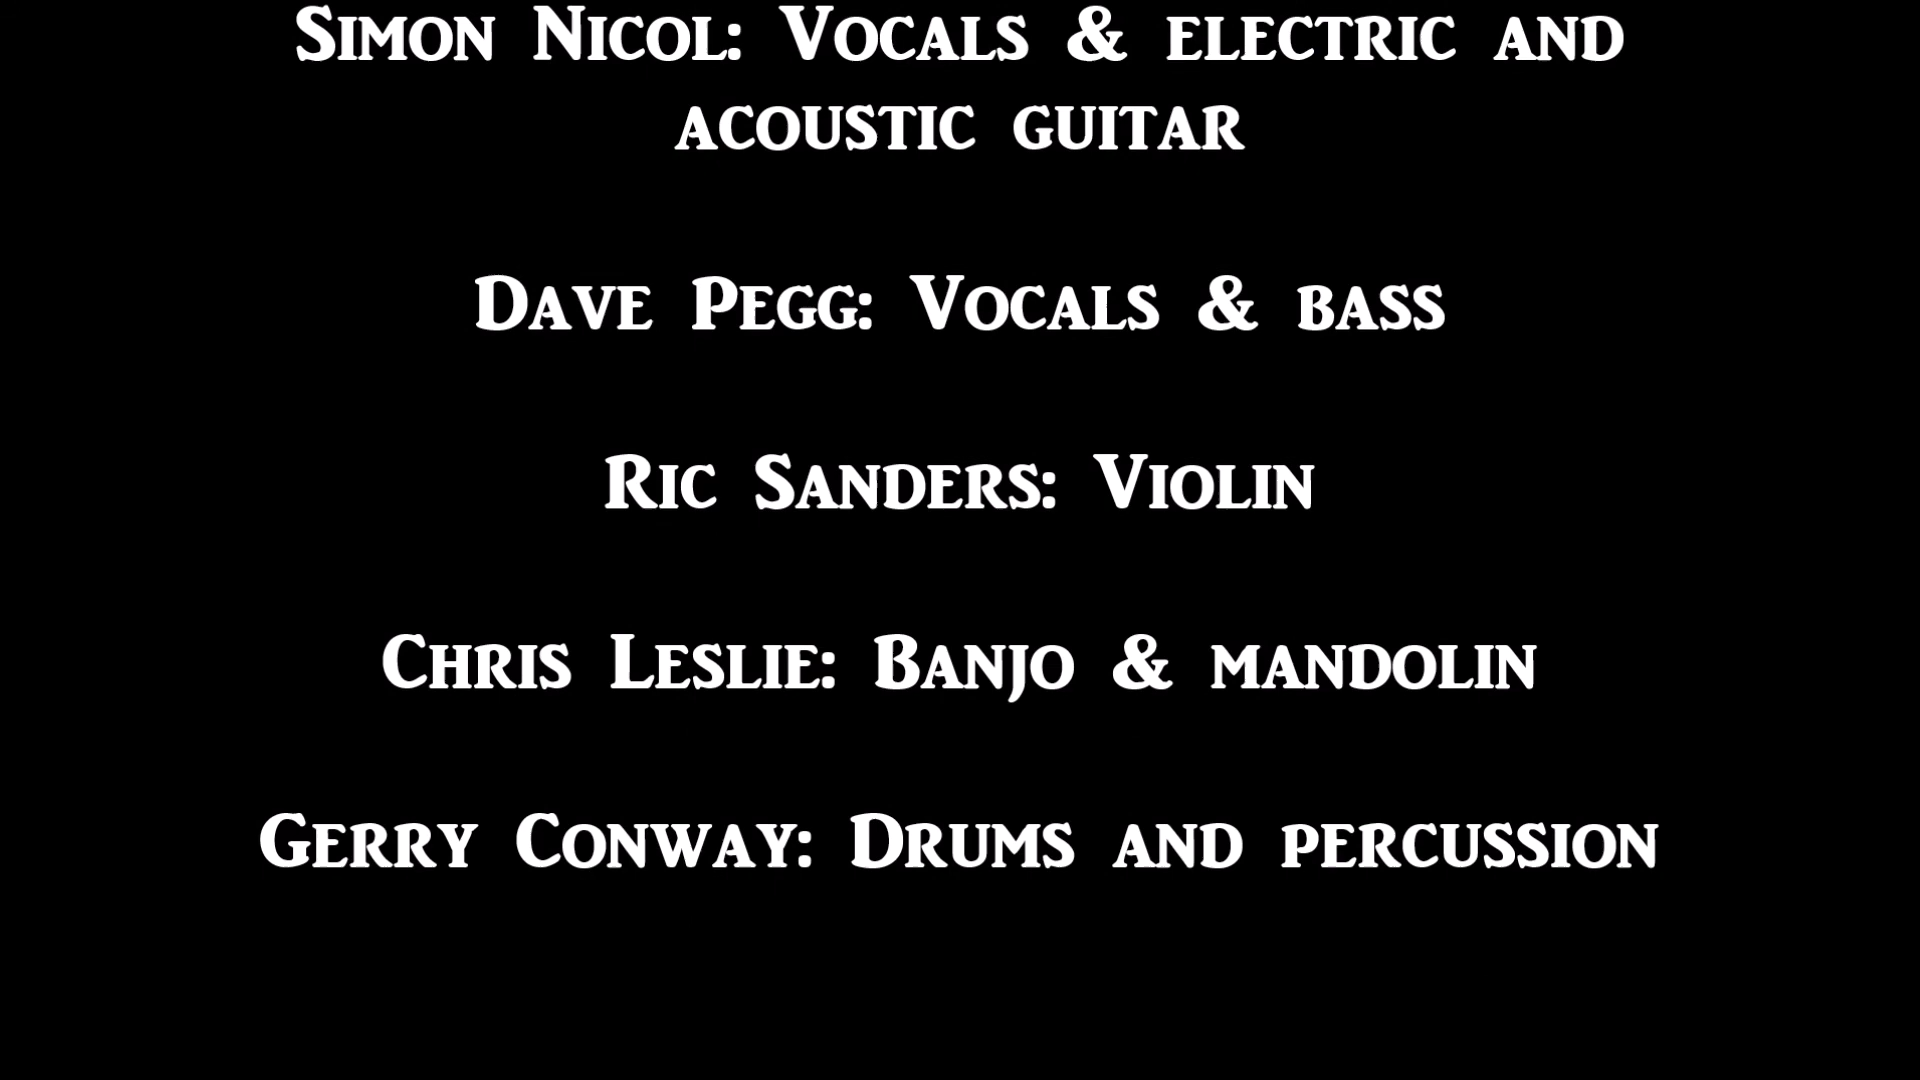 Simon Nicol: Vocals & electric and
acoustic guitar
Dave Pegg: Vocals & bass
Ric Sanders: Violin
Chris Leslie: Banjo & mandolin
Gerry Conway: Drums and percussion